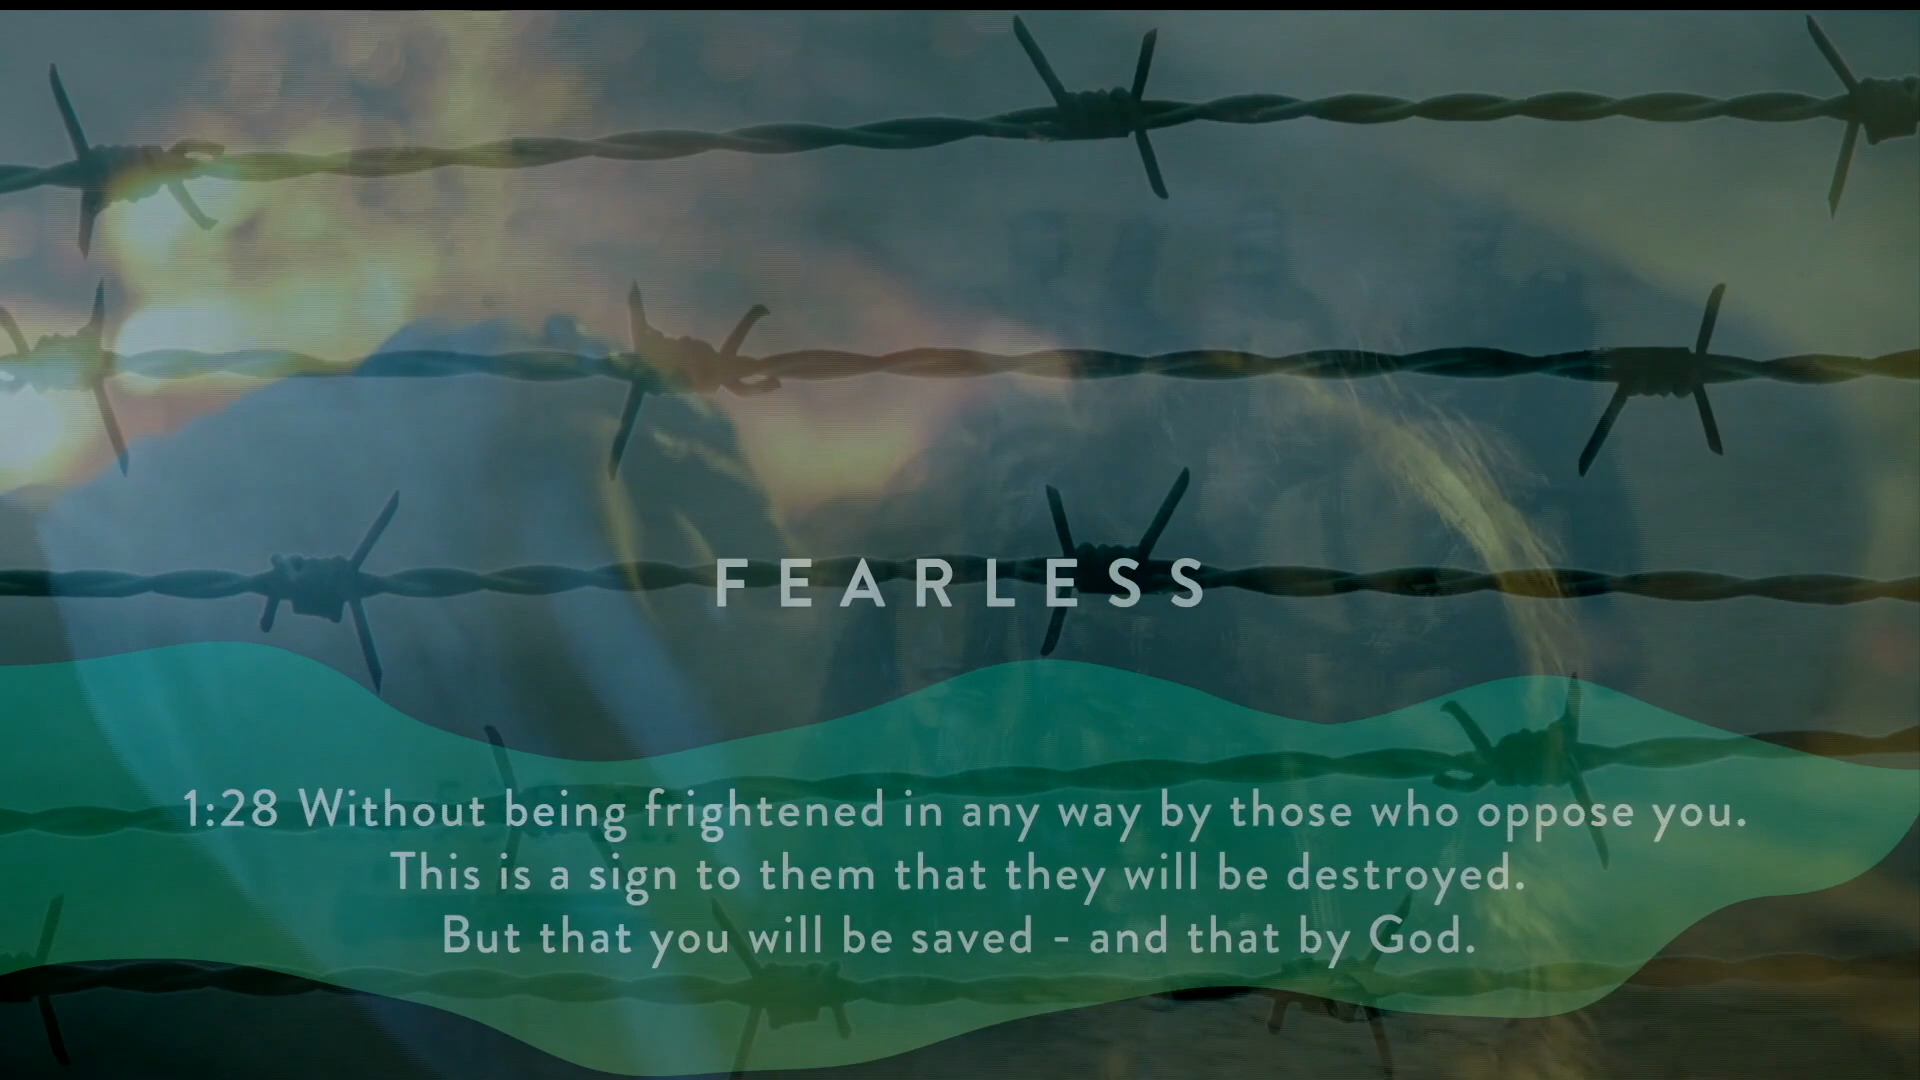 FEARLESS
1:28 Without being frightened in any way by those who oppose you.
This is a sign to them that they will be destroyed.
But that you will be saved - and that by God.